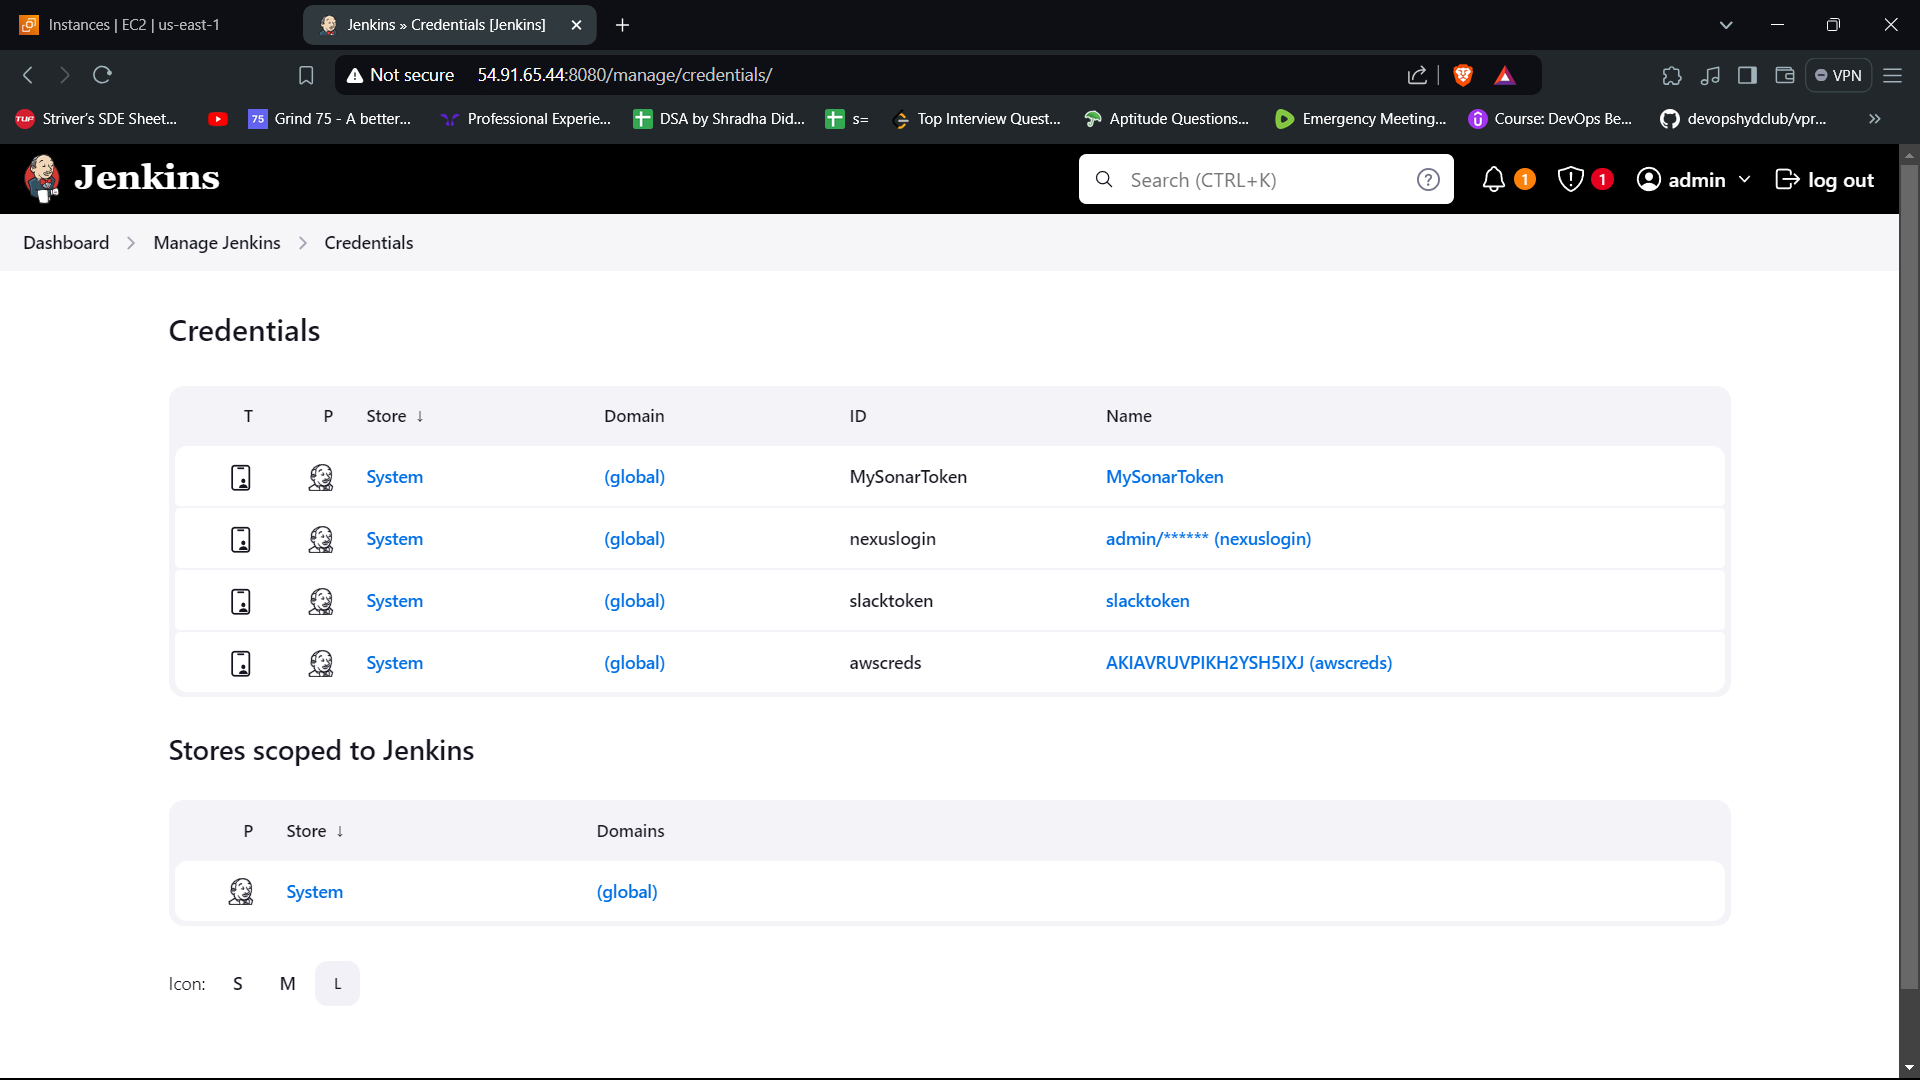 Instances | EC2 | us-east-1
Jenkins » Credentials [Jenkins]
Not secure 54.91.65.44:8080/manage/credentials/
VPN
TUF Striver's SDE Sheet...
75 Grind 75 - A better...
Professional Experie...
DSA by Shradha Did...
s=
Top Interview Quest...
Aptitude Questions...
Emergency Meeting...
Course: DevOps Be...
devopshydclub/vpr...
»
Jenkins
Search (CTRL+K)
?
1
1
admin
log out
Dashboard > Manage Jenkins > Credentials
Credentials
T P Store ↓ Domain ID Name
System (global) MySonarToken MySonarToken
System (global) nexuslogin admin/****** (nexuslogin)
System (global) slacktoken slacktoken
System (global) awscreds AKIAVRUVPIKH2YSH5IXJ (awscreds)
Stores scoped to Jenkins
P Store ↓ Domains
System (global)
Icon: S M L